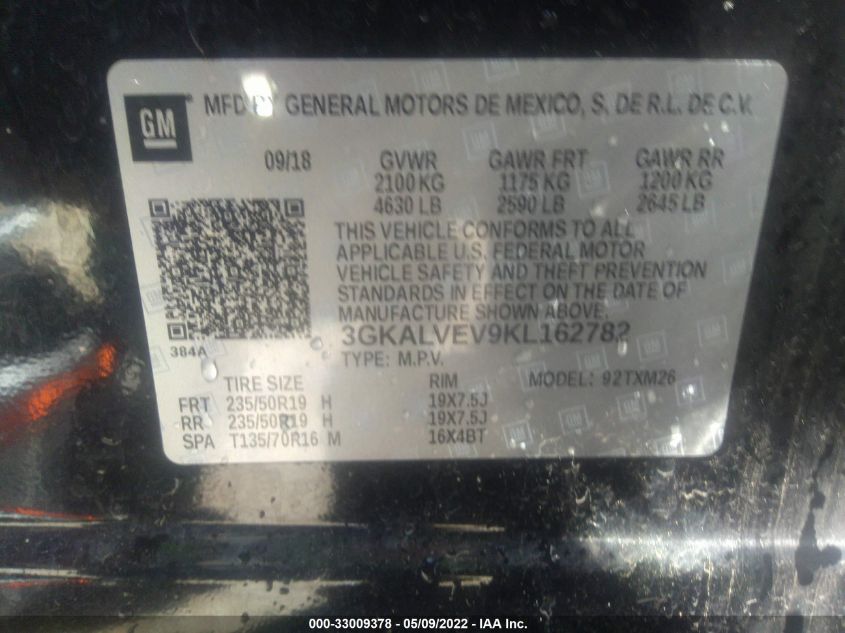 GM
MFD BY GENERAL MOTORS DE MEXICO, S. DE R.L. DE C.V.
09/18 GVWR GAWR FRT GAWR RR
2100 KG 1175 KG 1200 KG
4630 LB 2590 LB 2645 LB
THIS VEHICLE CONFORMS TO ALL
APPLICABLE U.S. FEDERAL MOTOR
VEHICLE SAFETY AND THEFT PREVENTION
STANDARDS IN EFFECT ON THE DATE OF
MANUFACTURE SHOWN ABOVE.
3GKALVEV9KL162782
384A
TYPE: M.P.V.
TIRE SIZE RIM MODEL: 92TXM26
FRT 235/50R19 H 19X7.5J
RR 235/50R19 H 19X7.5J
SPA T135/70R16 M 16X4BT
000-33009378 - 05/09/2022 - IAA Inc.